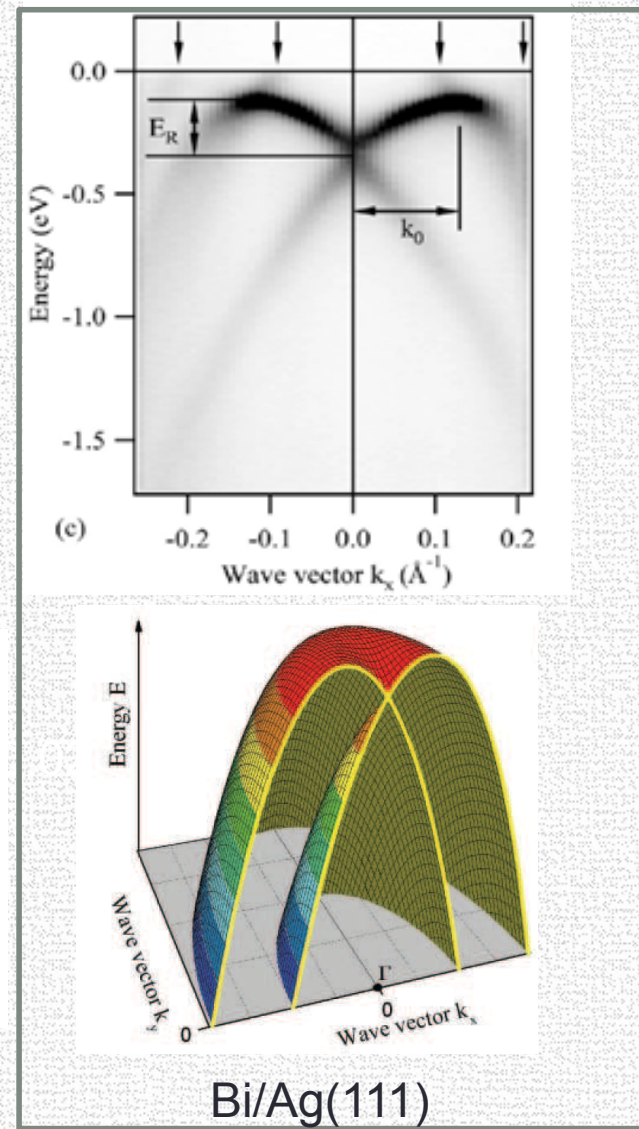 0.0
E_R
-0.5
k_0
Energy (eV)
-1.0
-1.5
(c)
-0.2 -0.1 0.0 0.1 0.2
Wave vector k_x (Å^-1)
Energy E
Wave vector k_y
Γ
0
0
Wave vector k_x
Bi/Ag(111)